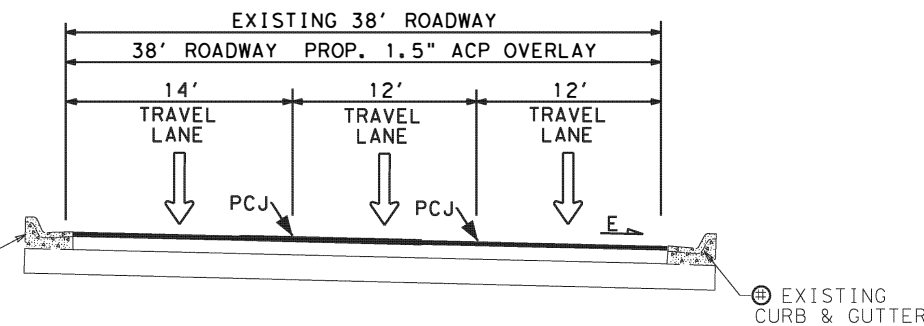 EXISTING 38' ROADWAY
38' ROADWAY PROP. 1.5" ACP OVERLAY
14' 12' 12'
TRAVEL TRAVEL TRAVEL
LANE LANE LANE
PCJ PCJ E
# EXISTING
CURB & GUTTER